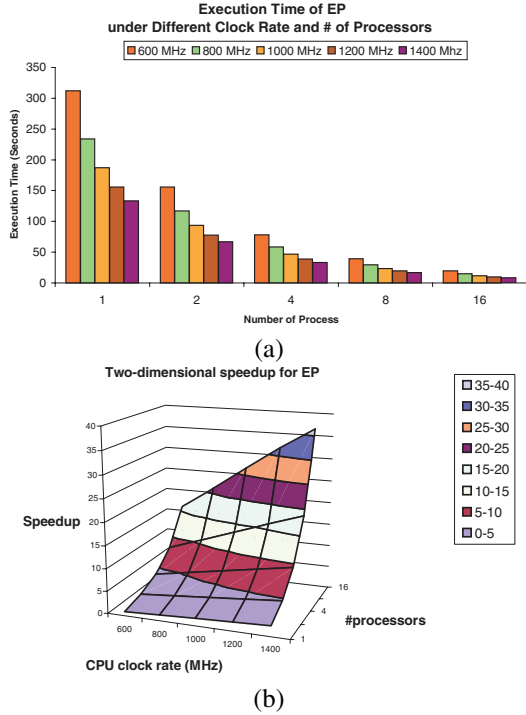 Execution Time of EP
under Different Clock Rate and # of Processors
600 MHz 800 MHz 1000 MHz 1200 MHz 1400 Mhz
Execution Time (Seconds)
350
300
250
200
150
100
50
0
1 2 4 8 16
Number of Process
(a)
Two-dimensional speedup for EP
Speedup
40
35
30
25
20
15
10
5
0
600
800
1000
1200
1400
CPU clock rate (MHz)
1
4
16
#processors
35-40
30-35
25-30
20-25
15-20
10-15
5-10
0-5
(b)